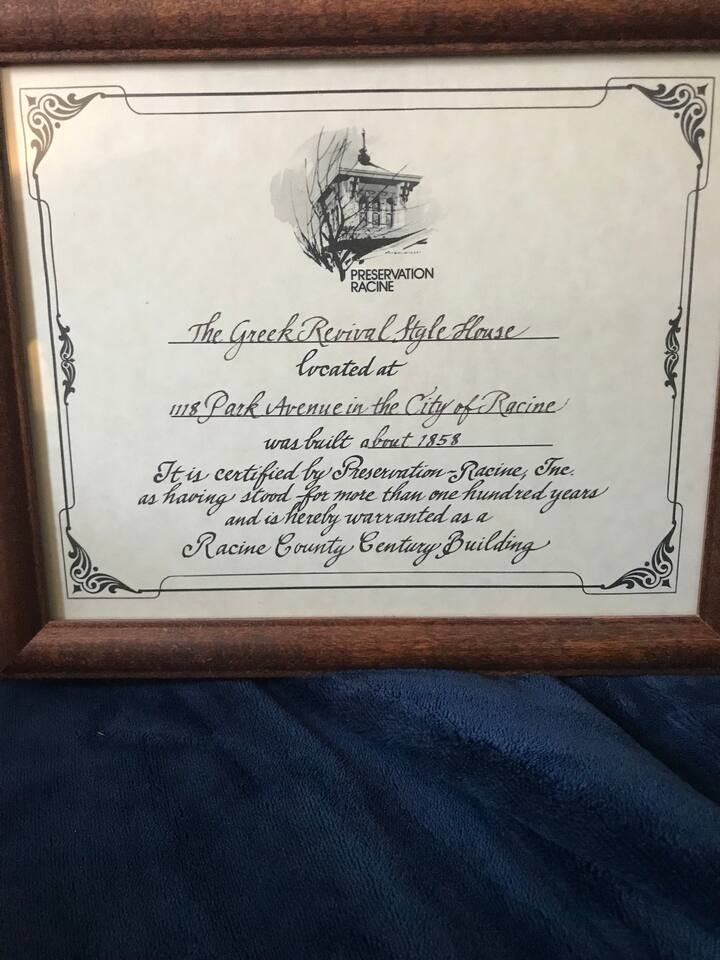 PRESERVATION
RACINE
The Greek Revival Style House
located at
1118 Park Avenue in the City of Racine
was built about 1858
It is certified by Preservation-Racine, Inc.
as having stood for more than one hundred years
and is hereby warranted as a
Racine County Century Building